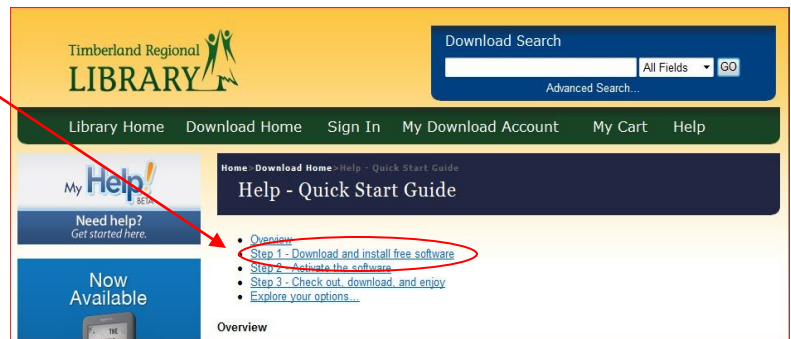 Timberland Regional
LIBRARY
Download Search
All Fields GO
Advanced Search...
Library Home Download Home Sign In My Download Account My Cart Help
My Help!
BETA
Need help?
Get started here.
Now
Available
Home>Download Home>Help - Quick Start Guide
Help - Quick Start Guide
Overview
Step 1 - Download and install free software
Step 2 - Activate the software
Step 3 - Check out, download, and enjoy
Explore your options...
Overview